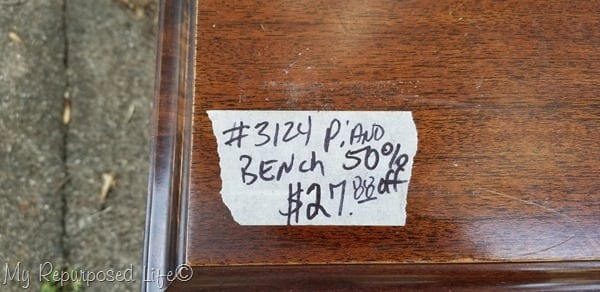 #3124 PiANO
BENCh 50%
$27.88 off
My Repurposed Life©